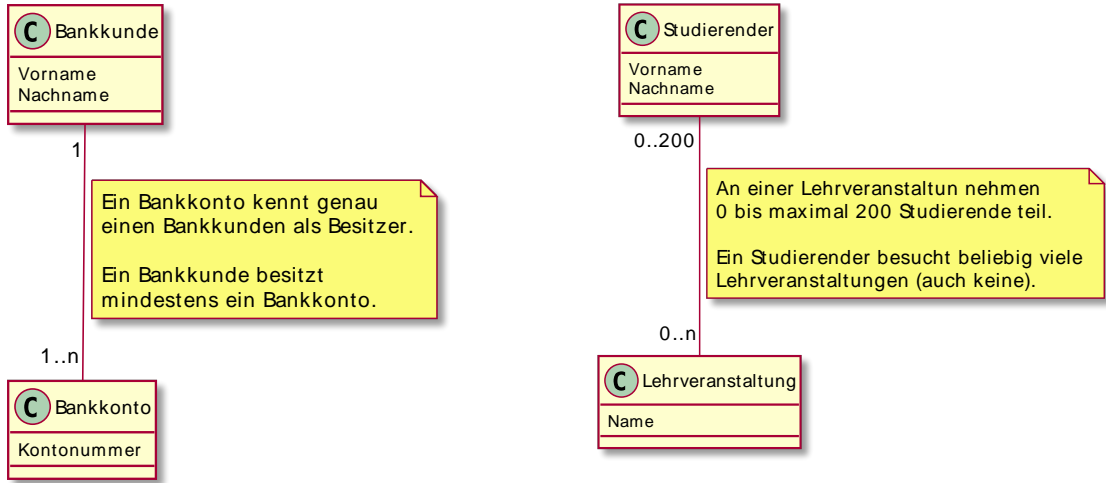 C Bankkunde
Vorname
Nachname
1
Ein Bankkonto kennt genau
einen Bankkunden als Besitzer.
Ein Bankkunde besitzt
mindestens ein Bankkonto.
1..n
C Bankkonto
Kontonummer
C Studierender
Vorname
Nachname
0..200
An einer Lehrveranstaltun nehmen
0 bis maximal 200 Studierende teil.
Ein Studierender besucht beliebig viele
Lehrveranstaltungen (auch keine).
0..n
C Lehrveranstaltung
Name